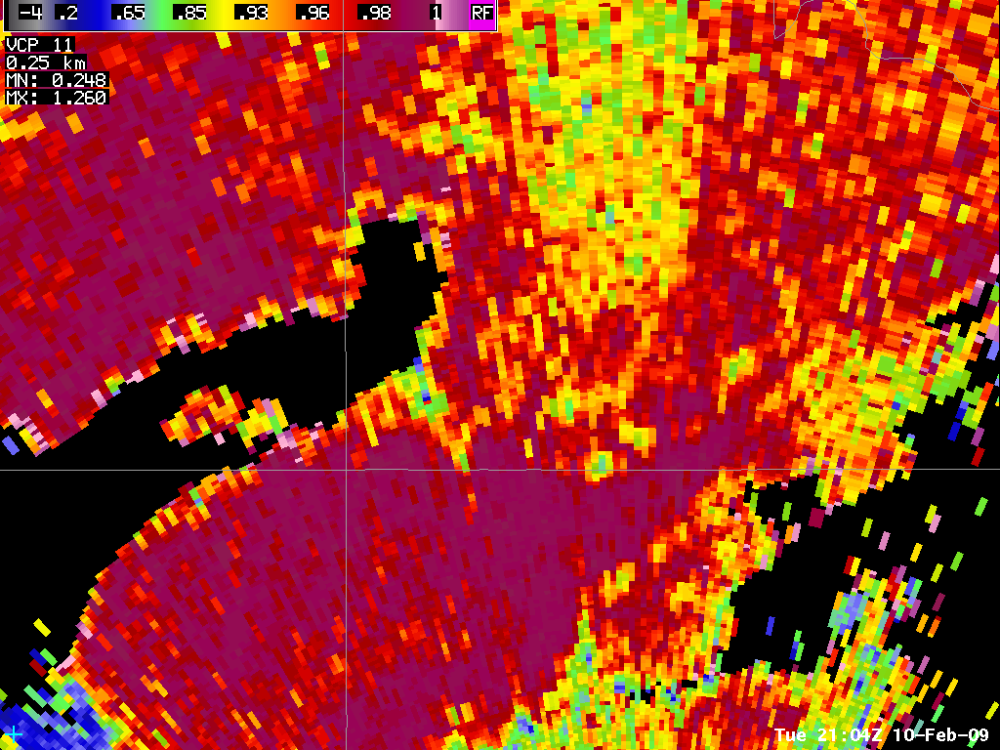 -4 .2 .65 .85 .93 .96 .98 1 RF
VCP 11
0.25 km
MN: 0.248
MX: 1.260
Tue 21:04Z 10-Feb-09